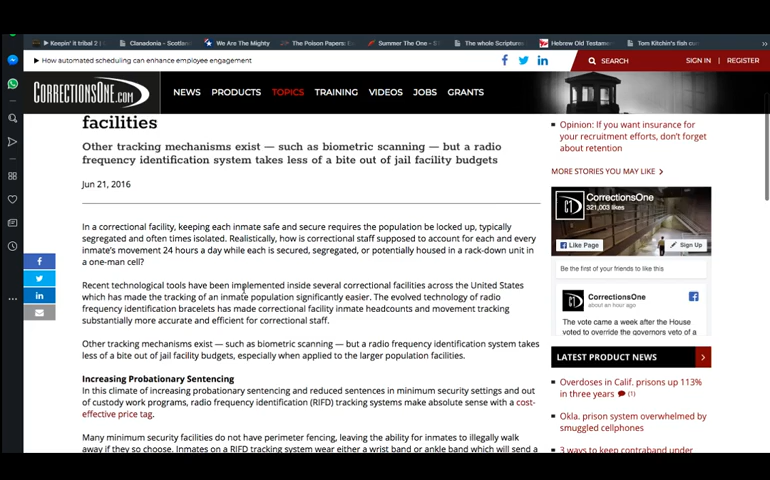 Keepin' it tribal 2
Clanadonia - Scotlan
We Are The Mighty
The Poison Papers: E
Summer The One - 
The whole Scripture
Hebrew Old Testame
Tom Kitchin's fish co
How automated scheduling can enhance employee engagement
SEARCH
SIGN IN | REGISTER
CORRECTIONSONE.COM
NEWS PRODUCTS TOPICS TRAINING VIDEOS JOBS GRANTS
facilities
Other tracking mechanisms exist — such as biometric scanning — but a radio
frequency identification system takes less of a bite out of jail facility budgets
Jun 21, 2016
In a correctional facility, keeping each inmate safe and secure requires the population be locked up, typically
segregated and often times isolated. Realistically, how is correctional staff supposed to account for each and every
inmate's movement 24 hours a day while each is secured, segregated, or potentially housed in a rack-down unit in
a one-man cell?
Recent technological tools have been implemented inside several correctional facilities across the United States
which has made the tracking of an inmate population significantly easier. The evolved technology of radio
frequency identification bracelets has made correctional facility inmate headcounts and movement tracking
substantially more accurate and efficient for correctional staff.
Other tracking mechanisms exist — such as biometric scanning — but a radio frequency identification system takes
less of a bite out of jail facility budgets, especially when applied to the larger population facilities.
Increasing Probationary Sentencing
In this climate of increasing probationary sentencing and reduced sentences in minimum security settings and out
of custody work programs, radio frequency identification (RIFD) tracking systems make absolute sense with a cost-
effective price tag.
Many minimum security facilities do not have perimeter fencing, leaving the ability for inmates to illegally walk
away if they so choose. Inmates on a RIFD tracking system wear either a wrist band or ankle band which will send a
Opinion: If you want insurance for
your recruitment efforts, don't forget
about retention
MORE STORIES YOU MAY LIKE
CorrectionsOne
321,003 likes
Like Page
Sign Up
Be the first of your friends to like this
CorrectionsOne
about an hour ago
The vote came a week after the House
voted to override the governors veto of a
LATEST PRODUCT NEWS
Overdoses in Calif. prisons up 113%
in three years (1)
Okla. prison system overwhelmed by
smuggled cellphones
3 ways to keep contraband under